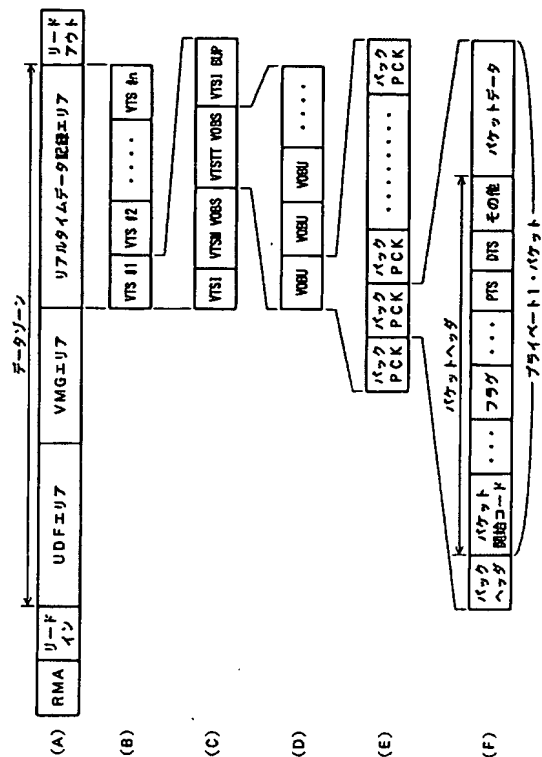 データゾーン
(A) RMA リードイン UDFエリア VMGエリア リアルタイムデータ記録エリア リードアウト
(B) VTS #1 VTS #2 .... VTS #n
(C) VTSI VTSM VOBS VTSTT VOBS VTSI BUP
(D) VOBU VOBU VOBU ....
(E) パック PCK パック PCK パック PCK ........ パック PCK
パケットヘッダ
(F) パック ヘッダ パケット 開始コード ... フラグ ... PTS DTS その他 パケットデータ
プライベート1・パケット